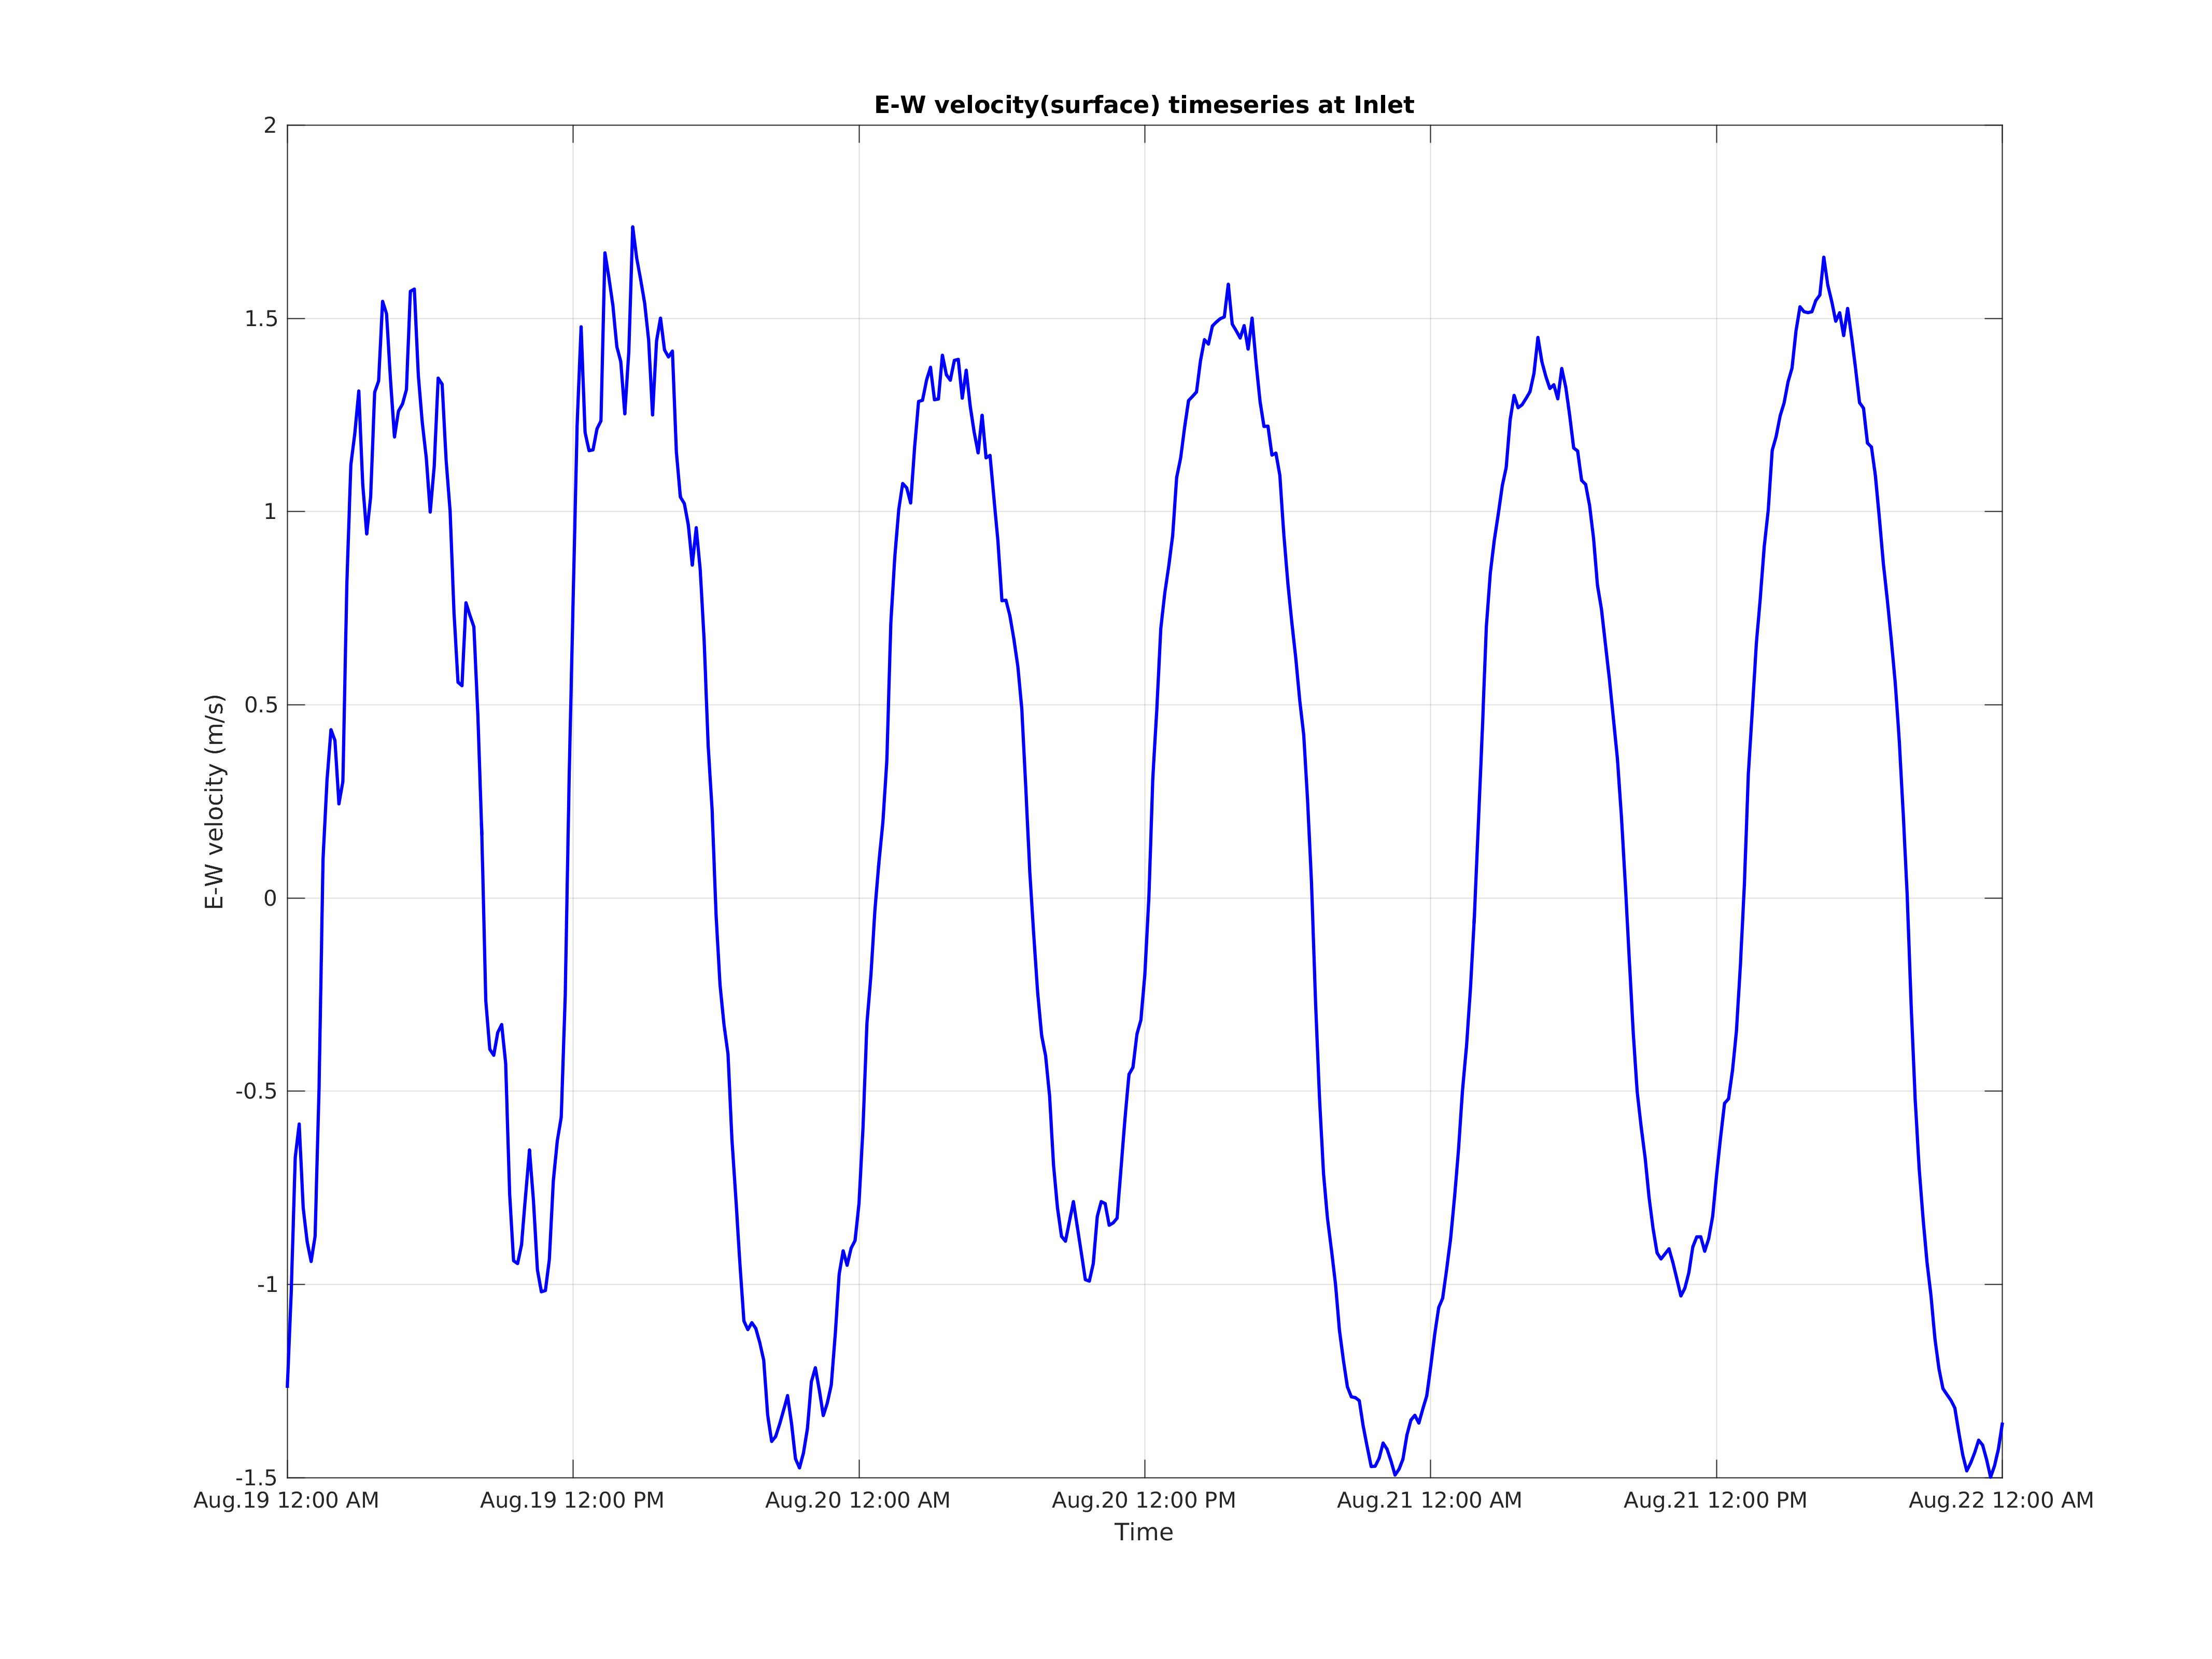 E-W velocity(surface) timeseries at Inlet
2
1.5
1
0.5
0
-0.5
-1
-1.5
E-W velocity (m/s)
Aug.19 12:00 AM
Aug.19 12:00 PM
Aug.20 12:00 AM
Aug.20 12:00 PM
Aug.21 12:00 AM
Aug.21 12:00 PM
Aug.22 12:00 AM
Time